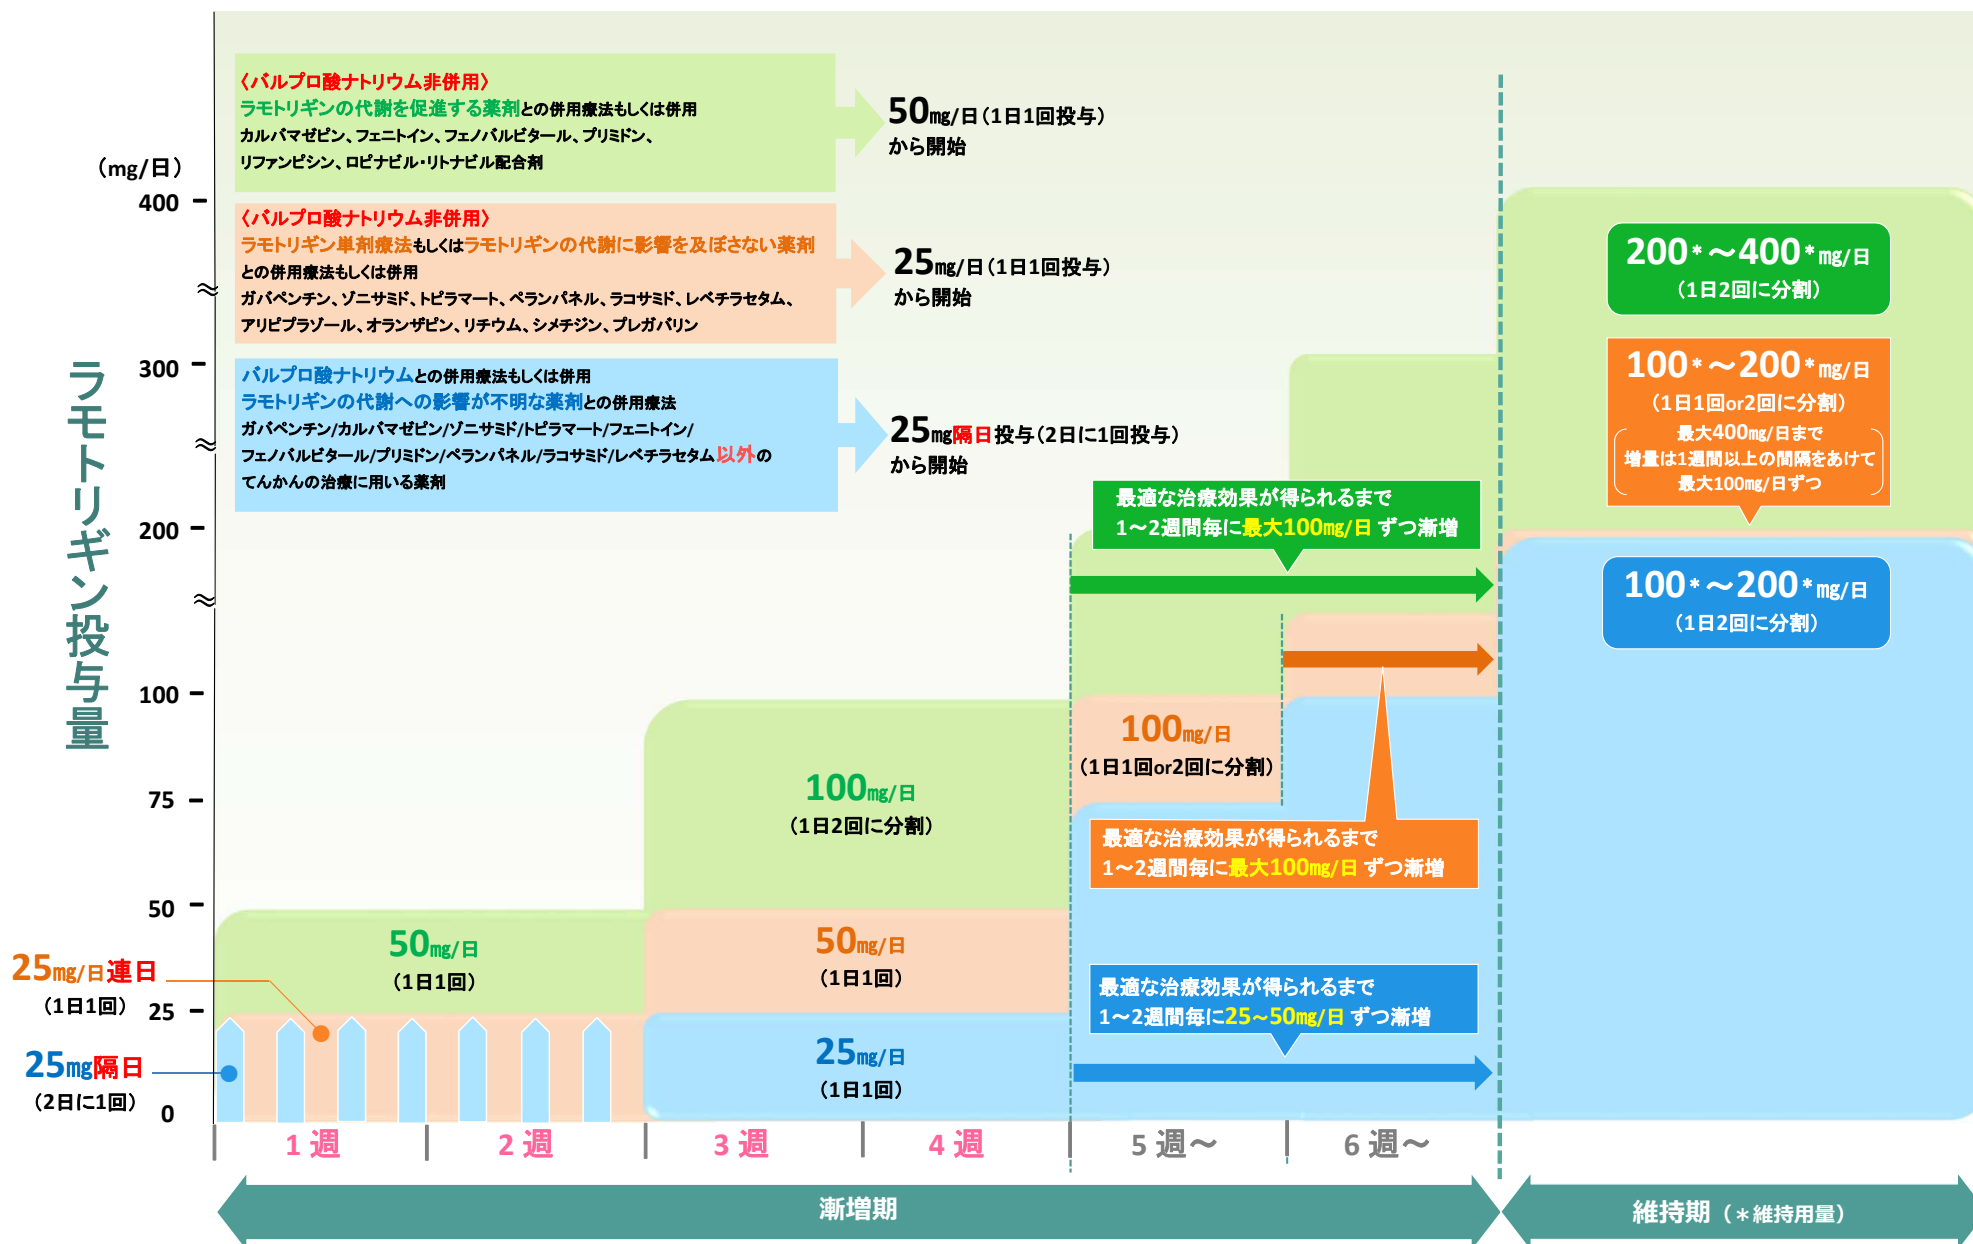 〈バルプロ酸ナトリウム非併用〉
ラモトリギンの代謝を促進する薬剤との併用療法もしくは併用
カルバマゼピン、フェニトイン、フェノバルビタール、プリミドン、
リファンピシン、ロピナビル・リトナビル配合剤
50mg/日（1日1回投与）
から開始
〈バルプロ酸ナトリウム非併用〉
ラモトリギン単剤療法もしくはラモトリギンの代謝に影響を及ぼさない薬剤
との併用療法もしくは併用
ガバペンチン、ゾニサミド、トピラマート、ペランパネル、ラコサミド、レベチラセタム、
アリピプラゾール、オランザピン、リチウム、シメチジン、プレガバリン
25mg/日（1日1回投与）
から開始
バルプロ酸ナトリウムとの併用療法もしくは併用
ラモトリギンの代謝への影響が不明な薬剤との併用療法
ガバペンチン/カルバマゼピン/ゾニサミド/トピラマート/フェニトイン/
フェノバルビタール/プリミドン/ペランパネル/ラコサミド/レベチラセタム以外の
てんかんの治療に用いる薬剤
25mg隔日投与（2日に1回投与）
から開始
ラモトリギン投与量
（mg/日）
400
300
200
100
75
50
25
0
25mg/日連日
（1日1回）
25mg隔日
（2日に1回）
50mg/日
（1日1回）
100mg/日
（1日2回に分割）
50mg/日
（1日1回）
25mg/日
（1日1回）
最適な治療効果が得られるまで
1～2週間毎に最大100mg/日 ずつ漸増
100mg/日
（1日1回or2回に分割）
最適な治療効果が得られるまで
1～2週間毎に最大100mg/日 ずつ漸増
最適な治療効果が得られるまで
1～2週間毎に25~50mg/日 ずつ漸増
200*～400*mg/日
（1日2回に分割）
100*～200*mg/日
（1日1回or2回に分割）
最大400mg/日まで
増量は1週間以上の間隔をあけて
最大100mg/日ずつ
100*～200*mg/日
（1日2回に分割）
1 週
2 週
3 週
4 週
5 週～
6 週～
漸増期
維持期（＊維持用量）